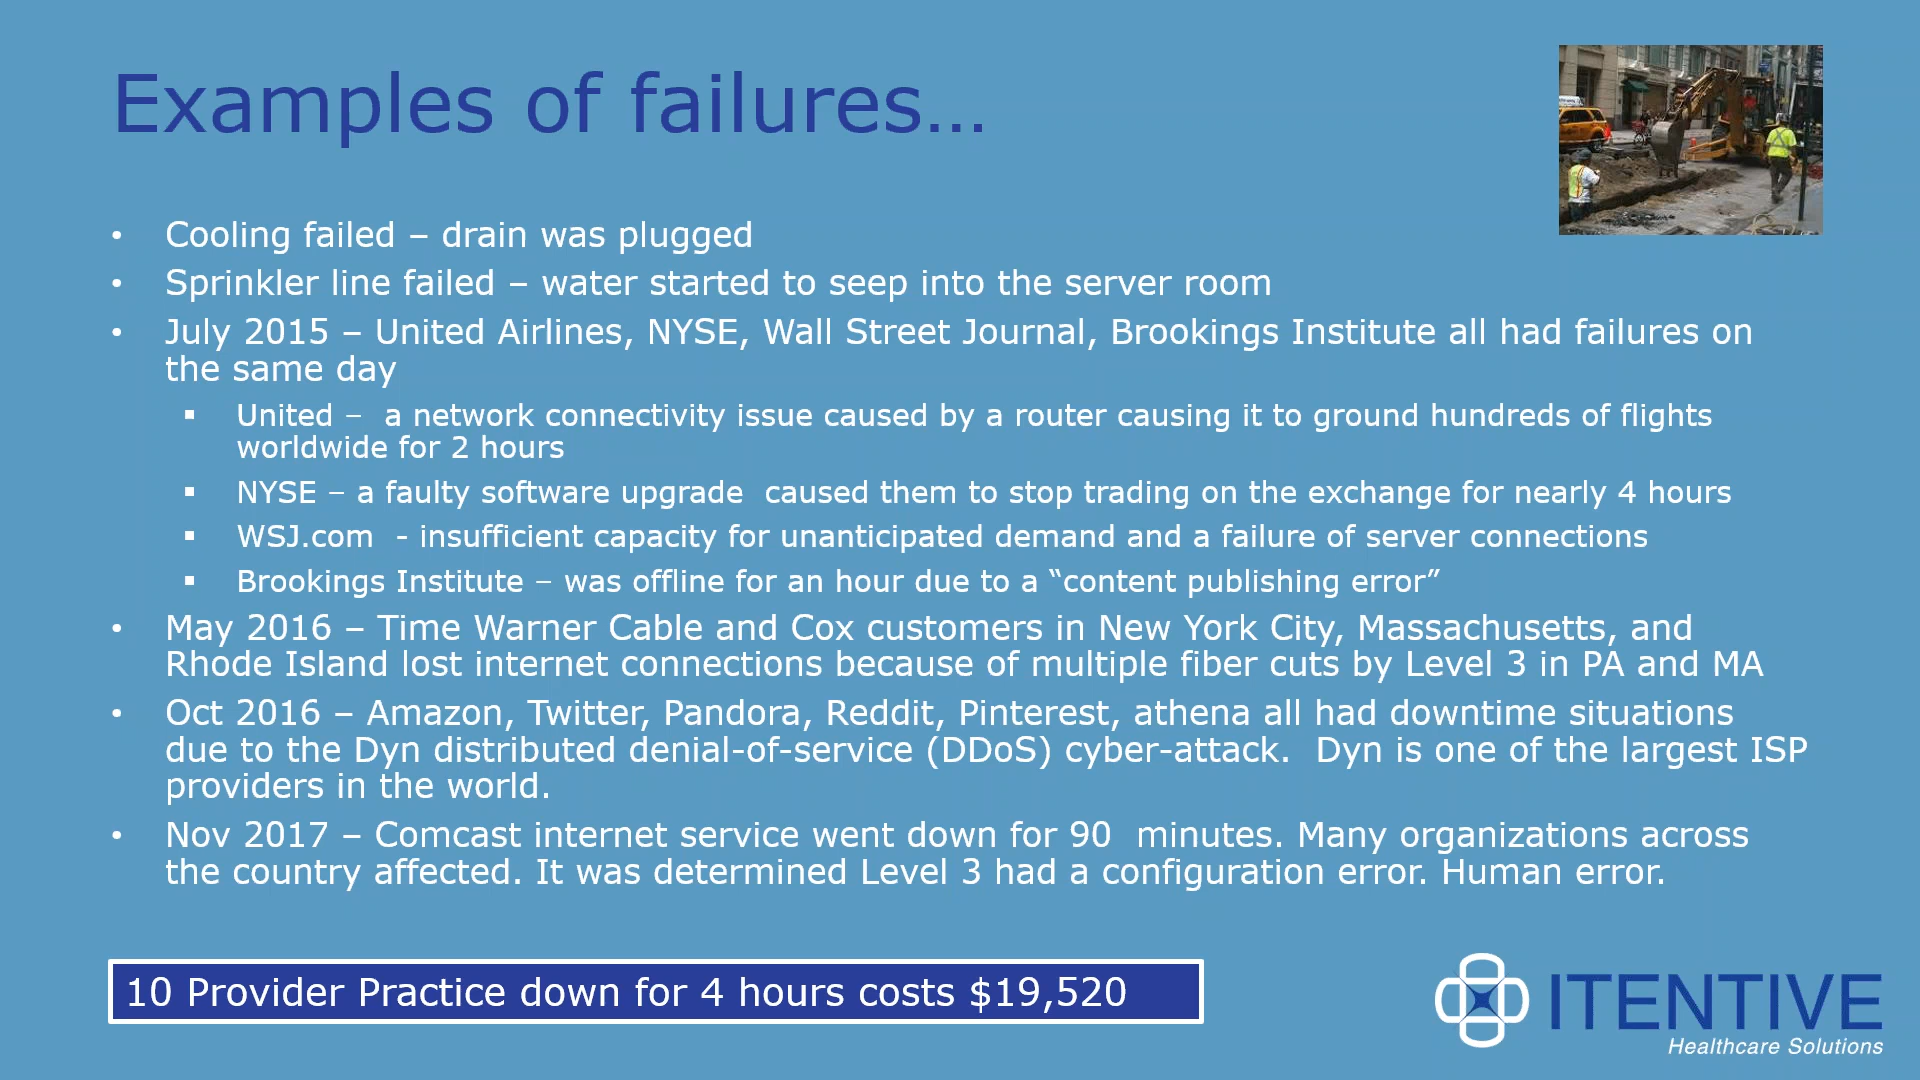 Examples of failures…
• Cooling failed – drain was plugged
• Sprinkler line failed – water started to seep into the server room
• July 2015 – United Airlines, NYSE, Wall Street Journal, Brookings Institute all had failures on
the same day
▪ United –  a network connectivity issue caused by a router causing it to ground hundreds of flights
worldwide for 2 hours
▪ NYSE – a faulty software upgrade  caused them to stop trading on the exchange for nearly 4 hours
▪ WSJ.com  - insufficient capacity for unanticipated demand and a failure of server connections
▪ Brookings Institute – was offline for an hour due to a “content publishing error”
• May 2016 – Time Warner Cable and Cox customers in New York City, Massachusetts, and
Rhode Island lost internet connections because of multiple fiber cuts by Level 3 in PA and MA
• Oct 2016 – Amazon, Twitter, Pandora, Reddit, Pinterest, athena all had downtime situations
due to the Dyn distributed denial-of-service (DDoS) cyber-attack.  Dyn is one of the largest ISP
providers in the world.
• Nov 2017 – Comcast internet service went down for 90  minutes. Many organizations across
the country affected. It was determined Level 3 had a configuration error. Human error.
10 Provider Practice down for 4 hours costs $19,520
ITENTIVE
Healthcare Solutions